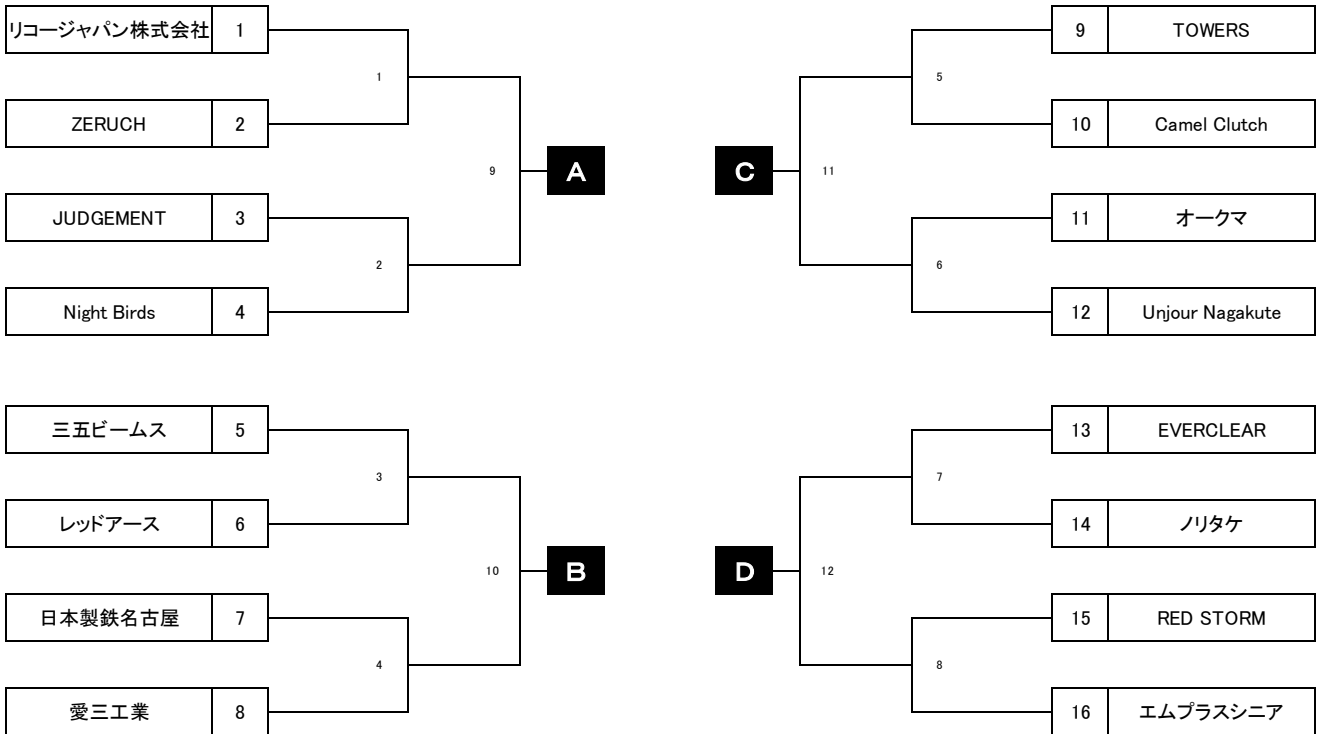 リコージャパン株式会社 1
1
ZERUCH 2
9
A
JUDGEMENT 3
2
Night Birds 4
9 TOWERS
5
10 Camel Clutch
C
11
11 オークマ
6
12 Unjour Nagakute
三五ビームス 5
3
レッドアース 6
10
B
日本製鉄名古屋 7
4
愛三工業 8
13 EVERCLEAR
7
14 ノリタケ
D
12
15 RED STORM
8
16 エムプラスシニア